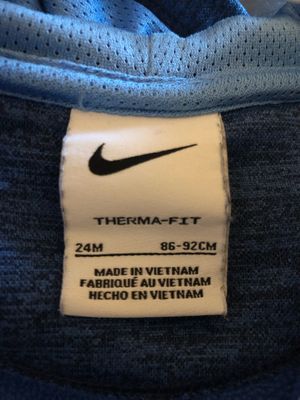 THERMA-FIT
24M 86-92CM
MADE IN VIETNAM
FABRIQUÉ AU VIETNAM
HECHO EN VIETNAM